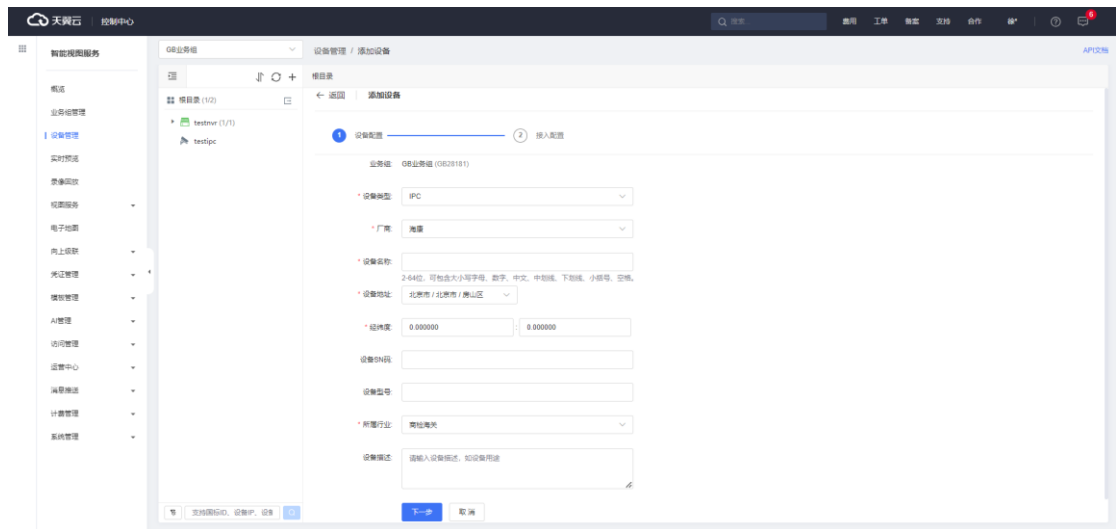 天翼云 控制中心 搜索... 费用 工单 备案 支持 合作 6
智能视图服务
概览
业务组管理
设备管理
实时预览
录像回放
视图服务
电子地图
向上级联
凭证管理
模板管理
AI管理
访问管理
运营中心
消息推送
计费管理
系统管理
GB业务组
根目录 (1/2)
testnvr (1/1)
testipc
支持国标ID、设备IP、设备
设备管理 / 添加设备 API文档
根目录
← 返回 添加设备
1 设备配置 2 接入配置
业务组: GB业务组 (GB28181)
* 设备类型: IPC
* 厂商: 海康
* 设备名称:
2-64位，可包含大小写字母、数字、中文、中划线、下划线、小括号、空格。
* 设备地址: 北京市 / 北京市 / 房山区
* 经纬度: 0.000000 : 0.000000
设备SN码:
设备型号:
* 所属行业: 商检海关
设备描述: 请输入设备描述，如设备用途
下一步 取消